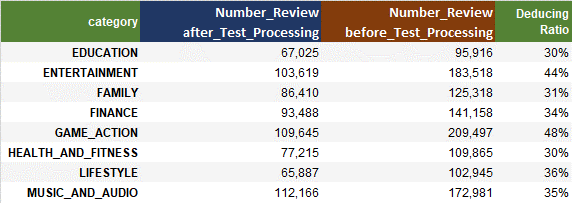 category Number_Review after_Test_Processing Number_Review before_Test_Processing Deducing Ratio
EDUCATION 67,025 95,916 30%
ENTERTAINMENT 103,619 183,518 44%
FAMILY 86,410 125,318 31%
FINANCE 93,488 141,158 34%
GAME_ACTION 109,645 209,497 48%
HEALTH_AND_FITNESS 77,215 109,865 30%
LIFESTYLE 65,887 102,945 36%
MUSIC_AND_AUDIO 112,166 172,981 35%